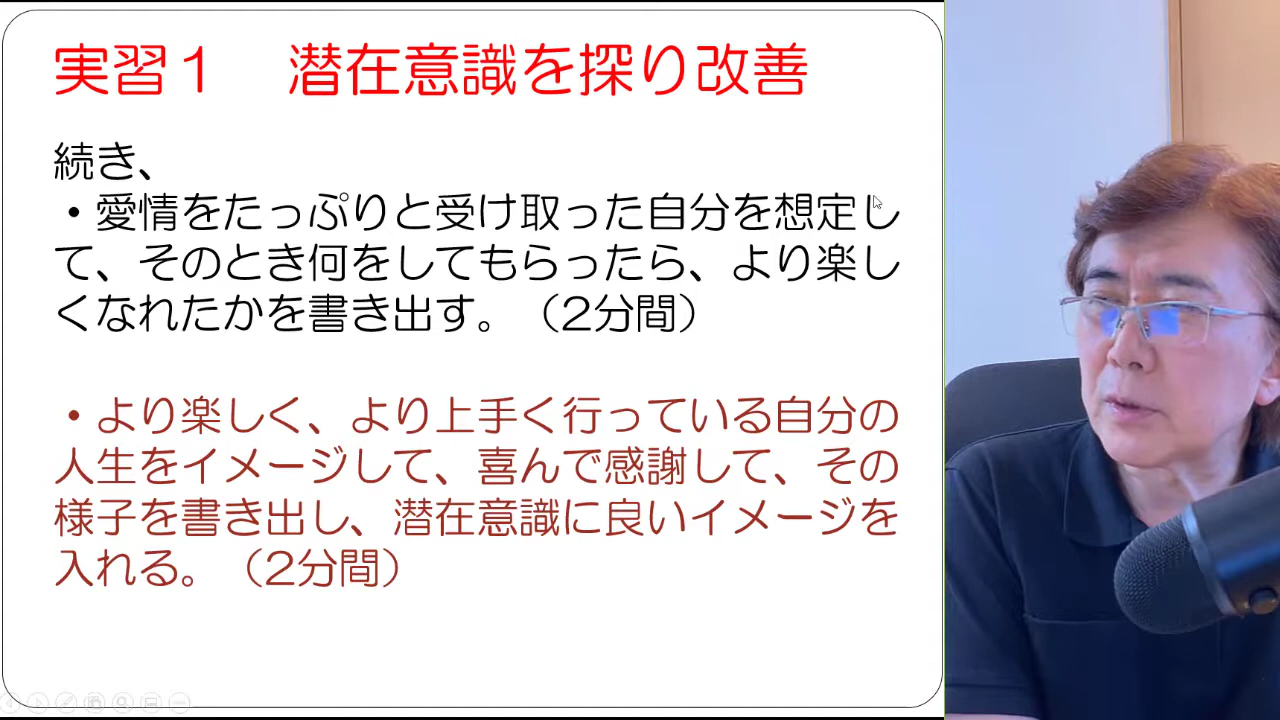 実習１　潜在意識を探り改善
続き、
・愛情をたっぷりと受け取った自分を想定し
て、そのとき何をしてもらったら、より楽し
くなれたかを書き出す。（2分間）
・より楽しく、より上手く行っている自分の
人生をイメージして、喜んで感謝して、その
様子を書き出し、潜在意識に良いイメージを
入れる。（2分間）